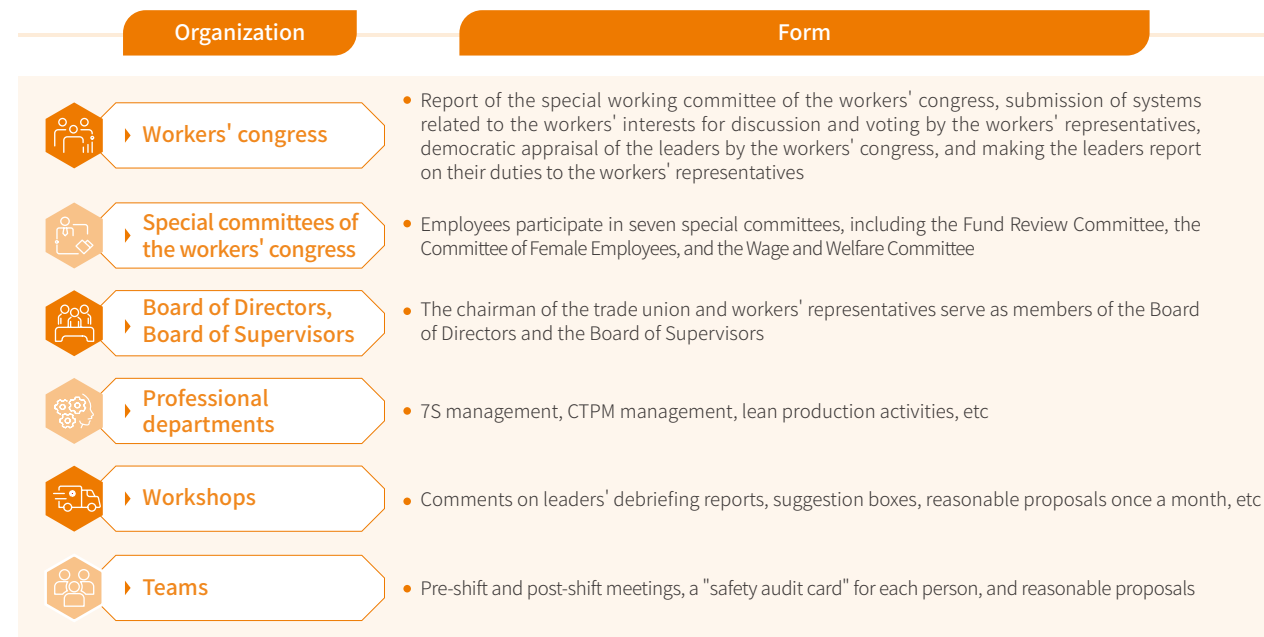 Organization
Form
Workers' congress
Report of the special working committee of the workers' congress, submission of systems
related to the workers' interests for discussion and voting by the workers' representatives,
democratic appraisal of the leaders by the workers' congress, and making the leaders report
on their duties to the workers' representatives
Special committees of
the workers' congress
Employees participate in seven special committees, including the Fund Review Committee, the
Committee of Female Employees, and the Wage and Welfare Committee
Board of Directors,
Board of Supervisors
The chairman of the trade union and workers' representatives serve as members of the Board
of Directors and the Board of Supervisors
Professional
departments
7S management, CTPM management, lean production activities, etc
Workshops
Comments on leaders' debriefing reports, suggestion boxes, reasonable proposals once a month, etc
Teams
Pre-shift and post-shift meetings, a "safety audit card" for each person, and reasonable proposals